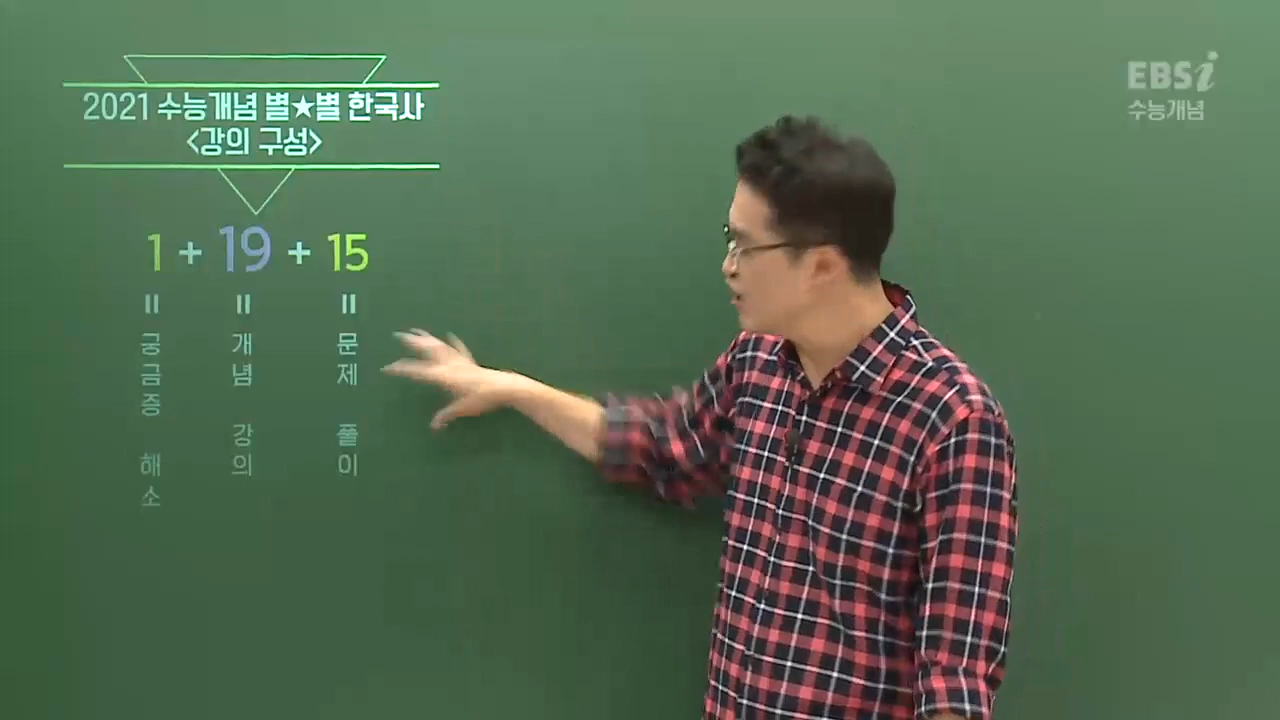 2021 수능개념 별★별 한국사
<강의 구성>
1 + 19 + 15
궁금증 해소
개념 강의
문제 풀이
EBSi
수능개념